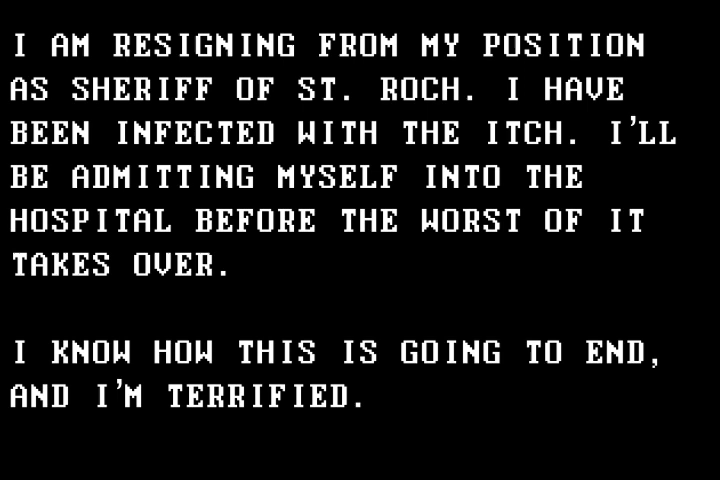 I AM RESIGNING FROM MY POSITION
AS SHERIFF OF ST. ROCH. I HAVE
BEEN INFECTED WITH THE ITCH. I'LL
BE ADMITTING MYSELF INTO THE
HOSPITAL BEFORE THE WORST OF IT
TAKES OVER.
I KNOW HOW THIS IS GOING TO END,
AND I'M TERRIFIED.